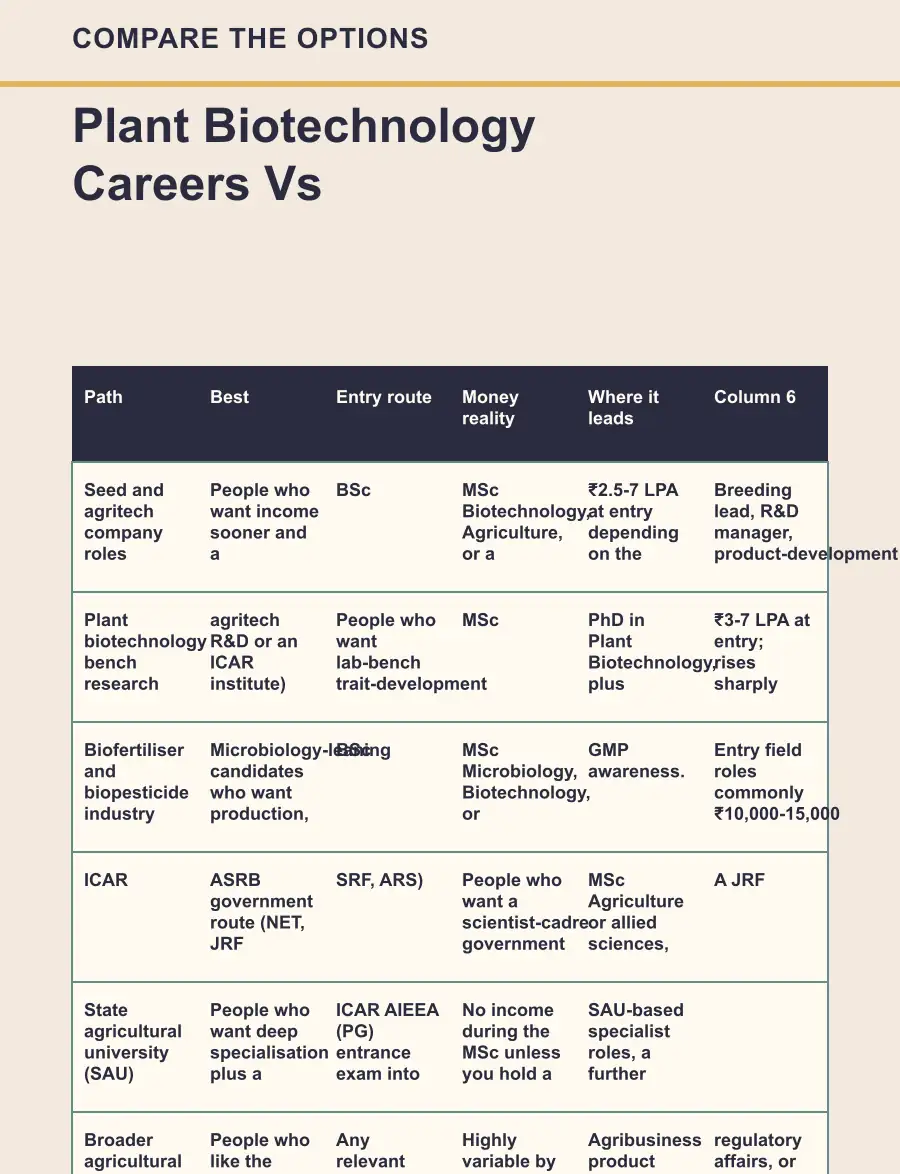 COMPARE THE OPTIONS
Plant Biotechnology
Careers Vs
Path
Best
Entry route
Money
reality
Where it
leads
Column 6
Seed and
agritech
company
roles
People who
want income
sooner and
a
BSc
MSc
Biotechnology,
Agriculture,
or a
₹2.5-7 LPA
at entry
depending
on the
Breeding
lead, R&D
manager,
product-development
Plant
biotechnology
bench
research
agritech
R&D or an
ICAR
institute)
People who
want
lab-bench
trait-development
MSc
PhD in
Plant
Biotechnology,
plus
₹3-7 LPA at
entry;
rises
sharply
Biofertiliser
and
biopesticide
industry
Microbiology-leaning
candidates
who want
production,
BSc
MSc
Microbiology,
Biotechnology,
or
GMP
awareness.
Entry field
roles
commonly
₹10,000-15,000
ICAR
ASRB
government
route (NET,
JRF
SRF, ARS)
People who
want a
scientist-cadre
government
MSc
Agriculture
or allied
sciences,
A JRF
State
agricultural
university
(SAU)
People who
want deep
specialisation
plus a
ICAR AIEEA
(PG)
entrance
exam into
No income
during the
MSc unless
you hold a
SAU-based
specialist
roles, a
further
Broader
agricultural
People who
like the
Any
relevant
Highly
variable by
Agribusiness
product
regulatory
affairs, or